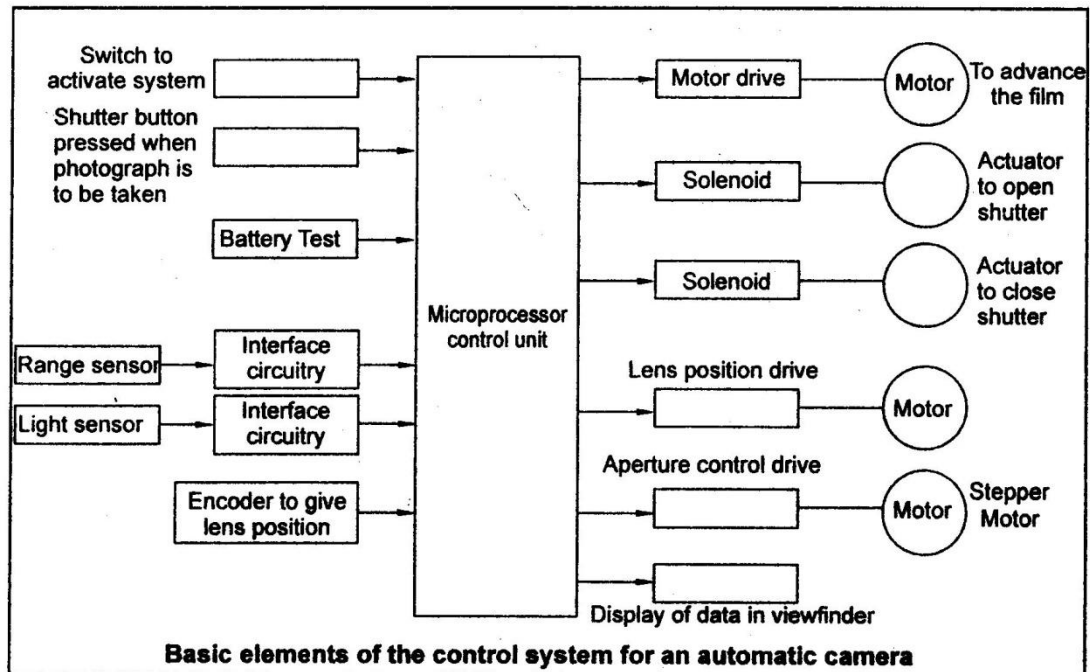 Switch to
activate system
Shutter button
pressed when
photograph is
to be taken
Battery Test
Range sensor
Interface
circuitry
Light sensor
Interface
circuitry
Encoder to give
lens position
Microprocessor
control unit
Motor drive
Motor
To advance
the film
Solenoid
Actuator
to open
shutter
Solenoid
Actuator
to close
shutter
Lens position drive
Motor
Aperture control drive
Motor
Stepper
Motor
Display of data in viewfinder
Basic elements of the control system for an automatic camera